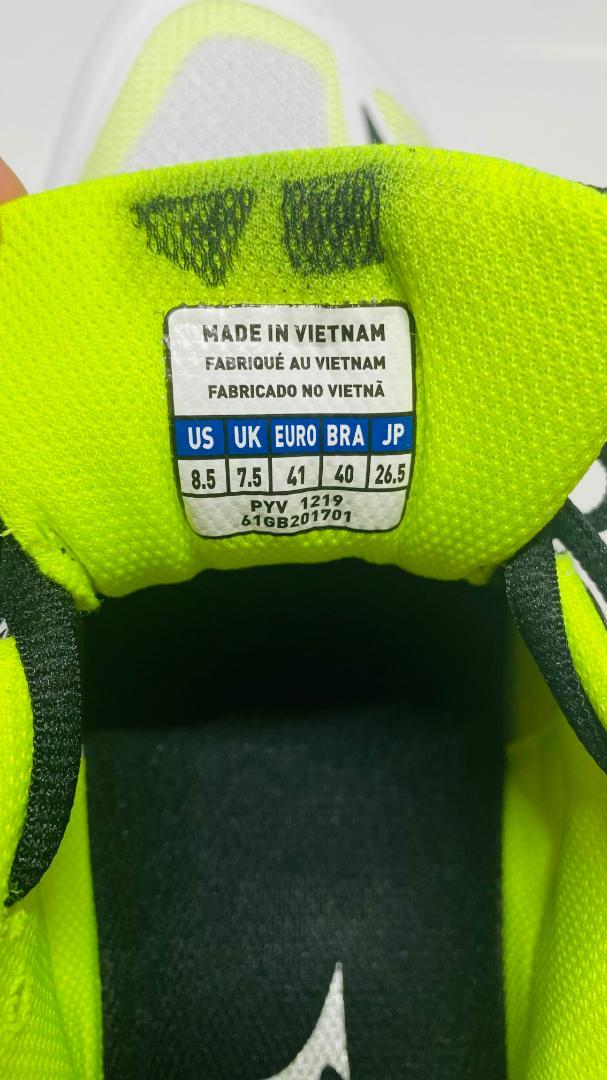 MADE IN VIETNAM
FABRIQUÉ AU VIETNAM
FABRICADO NO VIETNÃ
US UK EURO BRA JP
8.5 7.5 41 40 26.5
PYV 1219
61GB201701